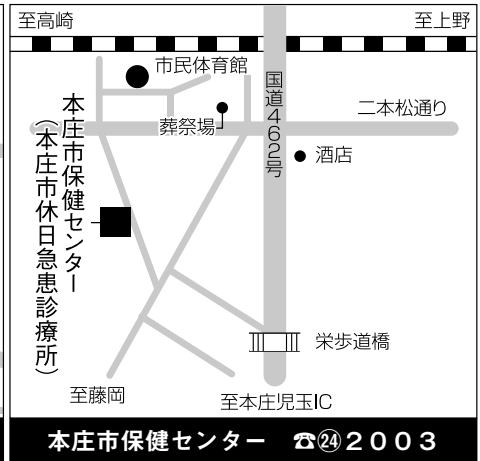 至高崎
至上野
市民体育館
国道462号
二本松通り
葬祭場
酒店
本庄市保健センター
（本庄市休日急患診療所）
栄歩道橋
至藤岡
至本庄児玉IC
本庄市保健センター ☎㉔2003